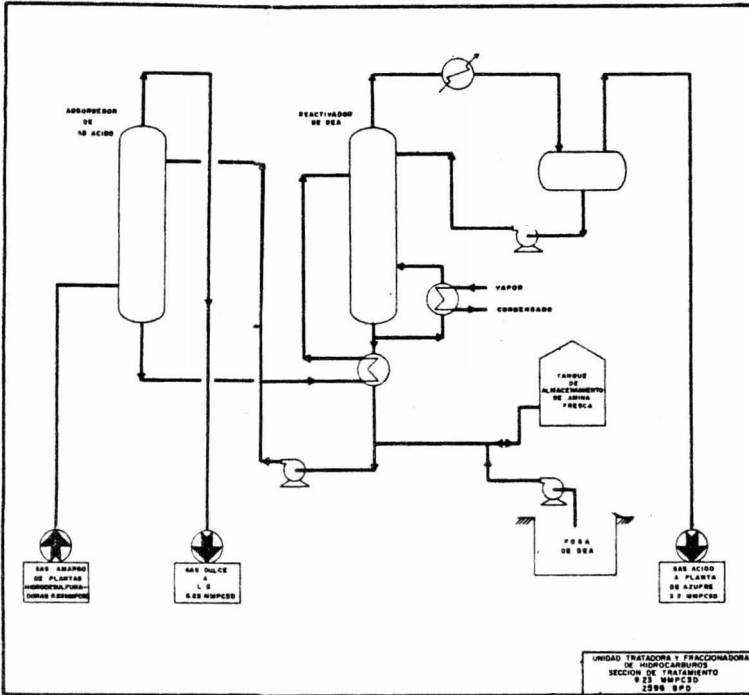 ABSORBEDOR
DE
ACIDO
REACTIVADOR
DE DEA
VAPOR
CONDENSADO
TANQUE
DE
ALMACENAMIENTO
DE AMINA
FRESCA
FOSA
DE DEA
GAS AMARGO
DE PLANTAS
HIDRODESULFURA-
DORAS
GAS DULCE
A
L.G
6.23 MMPCSD
GAS ACIDO
A PLANTA
DE AZUFRE
3.2 MMPCSD
UNIDAD TRATADORA Y FRACCIONADORA
DE HIDROCARBUROS
SECCION DE TRATAMIENTO
9.23 MMPCSD
2596 BPD